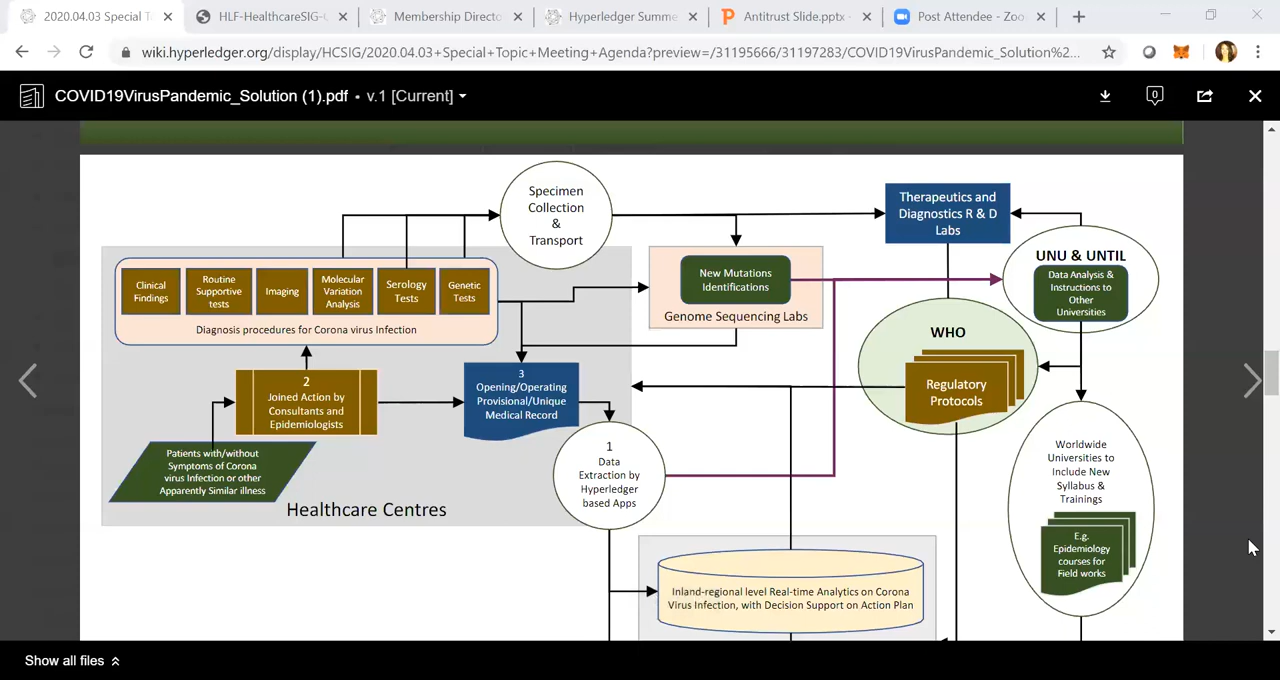 2020.04.03 Special T
HLF-HealthcareSIG-
Membership Directo
Hyperledger Summe
Antitrust Slide.pptx
Post Attendee - Zoo
wiki.hyperledger.org/display/HCSIG/2020.04.03+Special+Topic+Meeting+Agenda?preview=/31195666/31197283/COVID19VirusPandemic_Solution%2...
COVID19VirusPandemic_Solution (1).pdf • v.1 [Current]
0
Specimen
Collection
&
Transport
Therapeutics and
Diagnostics R & D
Labs
UNU & UNTIL
Data Analysis &
Instructions to
Other
Universities
Clinical
Findings
Routine
Supportive
tests
Imaging
Molecular
Variation
Analysis
Serology
Tests
Genetic
Tests
Diagnosis procedures for Corona virus Infection
New Mutations
Identifications
Genome Sequencing Labs
WHO
Regulatory
Protocols
2
Joined Action by
Consultants and
Epidemiologists
3
Opening/Operating
Provisional/Unique
Medical Record
Patients with/without
Symptoms of Corona
virus Infection or other
Apparently Similar illness
Healthcare Centres
1
Data
Extraction by
Hyperledger
based Apps
Worldwide
Universities to
Include New
Syllabus &
Trainings
E.g.
Epidemiology
courses for
Field works
Inland-regional level Real-time Analytics on Corona
Virus Infection, with Decision Support on Action Plan
Show all files